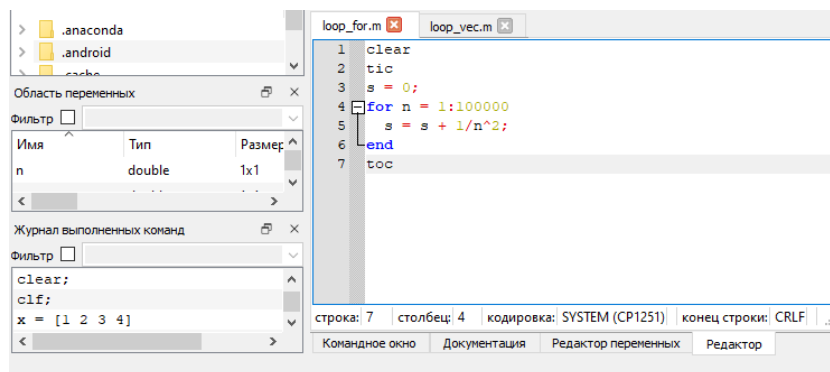 .anaconda
.android
Область переменных
Фильтр
Имя Тип Размер
n double 1x1
Журнал выполненных команд
Фильтр
clear;
clf;
x = [1 2 3 4]
loop_for.m loop_vec.m
1 clear
2 tic
3 s = 0;
4 for n = 1:100000
5 s = s + 1/n^2;
6 end
7 toc
строка: 7 столбец: 4 кодировка: SYSTEM (CP1251) конец строки: CRLF
Командное окно Документация Редактор переменных Редактор